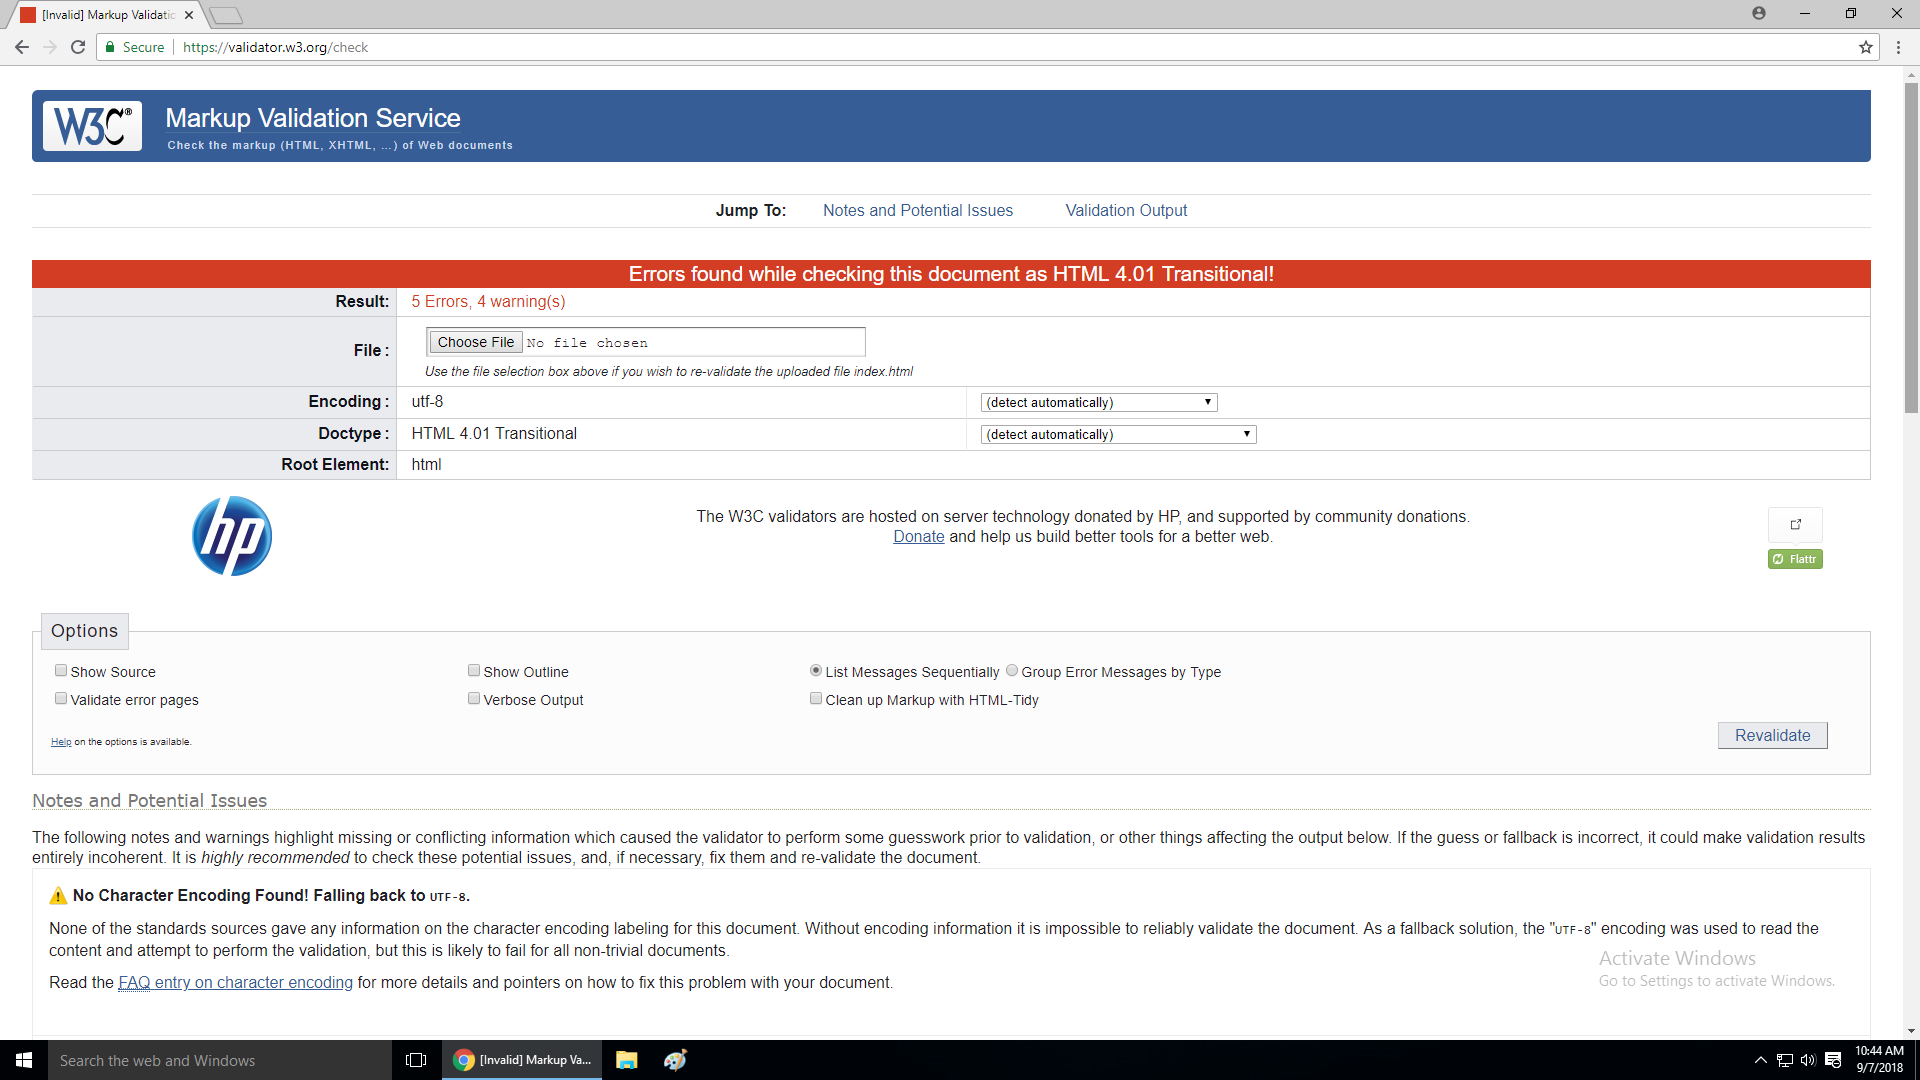 [Invalid] Markup Validatic
Secure
https://validator.w3.org/check
W3C®
Markup Validation Service
Check the markup (HTML, XHTML, …) of Web documents
Jump To: Notes and Potential Issues Validation Output
Errors found while checking this document as HTML 4.01 Transitional!
Result: 5 Errors, 4 warning(s)
File : Choose File No file chosen
Use the file selection box above if you wish to re-validate the uploaded file index.html
Encoding : utf-8 (detect automatically)
Doctype : HTML 4.01 Transitional (detect automatically)
Root Element: html
hp
The W3C validators are hosted on server technology donated by HP, and supported by community donations.
Donate and help us build better tools for a better web.
Flattr
Options
Show Source Show Outline List Messages Sequentially Group Error Messages by Type
Validate error pages Verbose Output Clean up Markup with HTML-Tidy
Help on the options is available.
Revalidate
Notes and Potential Issues
The following notes and warnings highlight missing or conflicting information which caused the validator to perform some guesswork prior to validation, or other things affecting the output below. If the guess or fallback is incorrect, it could make validation results
entirely incoherent. It is highly recommended to check these potential issues, and, if necessary, fix them and re-validate the document.
No Character Encoding Found! Falling back to UTF-8.
None of the standards sources gave any information on the character encoding labeling for this document. Without encoding information it is impossible to reliably validate the document. As a fallback solution, the "UTF-8" encoding was used to read the
content and attempt to perform the validation, but this is likely to fail for all non-trivial documents.
Read the FAQ entry on character encoding for more details and pointers on how to fix this problem with your document.
Activate Windows
Go to Settings to activate Windows.
Search the web and Windows
[Invalid] Markup Va...
10:44 AM
9/7/2018